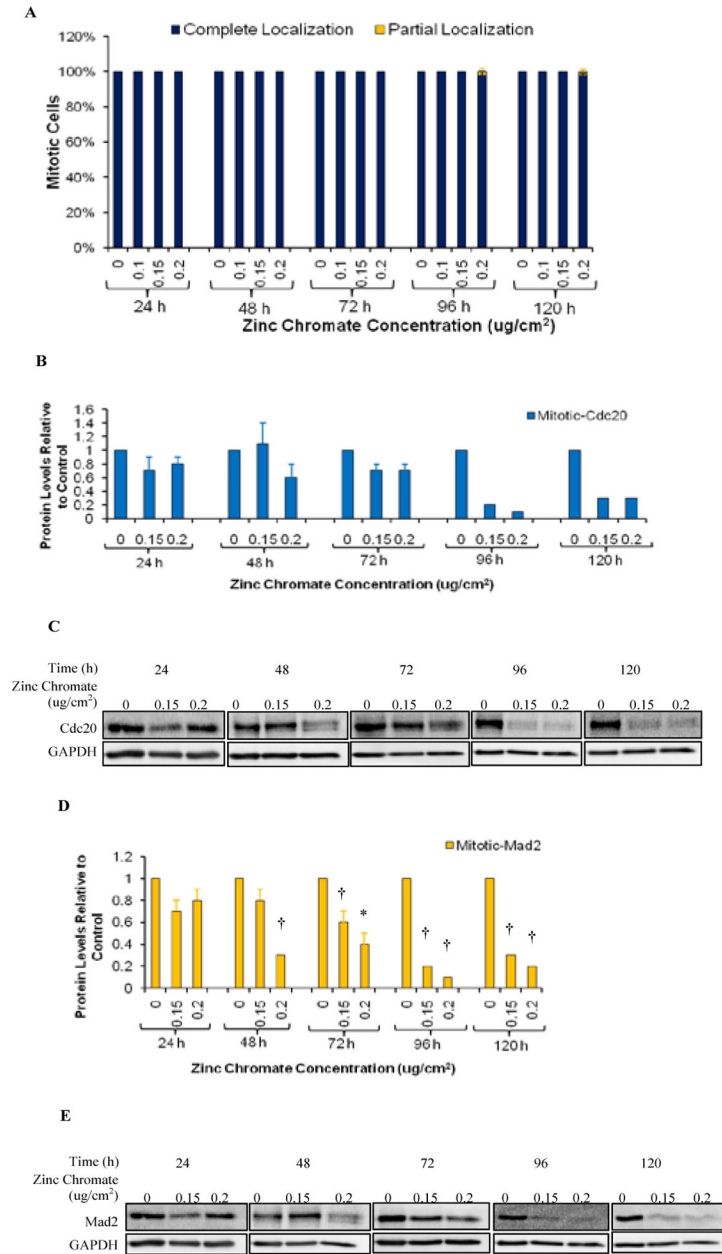 A
Complete Localization Partial Localization
120%
100%
80%
60%
40%
20%
0%
Mitotic Cells
0 0.1 0.15 0.2 0 0.1 0.15 0.2 0 0.1 0.15 0.2 0 0.1 0.15 0.2 0 0.1 0.15 0.2
24 h 48 h 72 h 96 h 120 h
Zinc Chromate Concentration (ug/cm²)
B
Mitotic-Cdc20
1.6
1.4
1.2
1
0.8
0.6
0.4
0.2
0
Protein Levels Relative
to Control
0 0.15 0.2 0 0.15 0.2 0 0.15 0.2 0 0.15 0.2 0 0.15 0.2
24 h 48 h 72 h 96 h 120 h
Zinc Chromate Concentration (ug/cm²)
C
Time (h) 24 48 72 96 120
Zinc Chromate
(ug/cm²) 0 0.15 0.2 0 0.15 0.2 0 0.15 0.2 0 0.15 0.2 0 0.15 0.2
Cdc20
GAPDH
D
Mitotic-Mad2
1.2
1
0.8
0.6
0.4
0.2
0
Protein Levels Relative to
Control
† † * † † † †
0 0.15 0.2 0 0.15 0.2 0 0.15 0.2 0 0.15 0.2 0 0.15 0.2
24 h 48 h 72 h 96 h 120 h
Zinc Chromate Concentration (ug/cm²)
E
Time (h) 24 48 72 96 120
Zinc Chromate
(ug/cm²) 0 0.15 0.2 0 0.15 0.2 0 0.15 0.2 0 0.15 0.2 0 0.15 0.2
Mad2
GAPDH